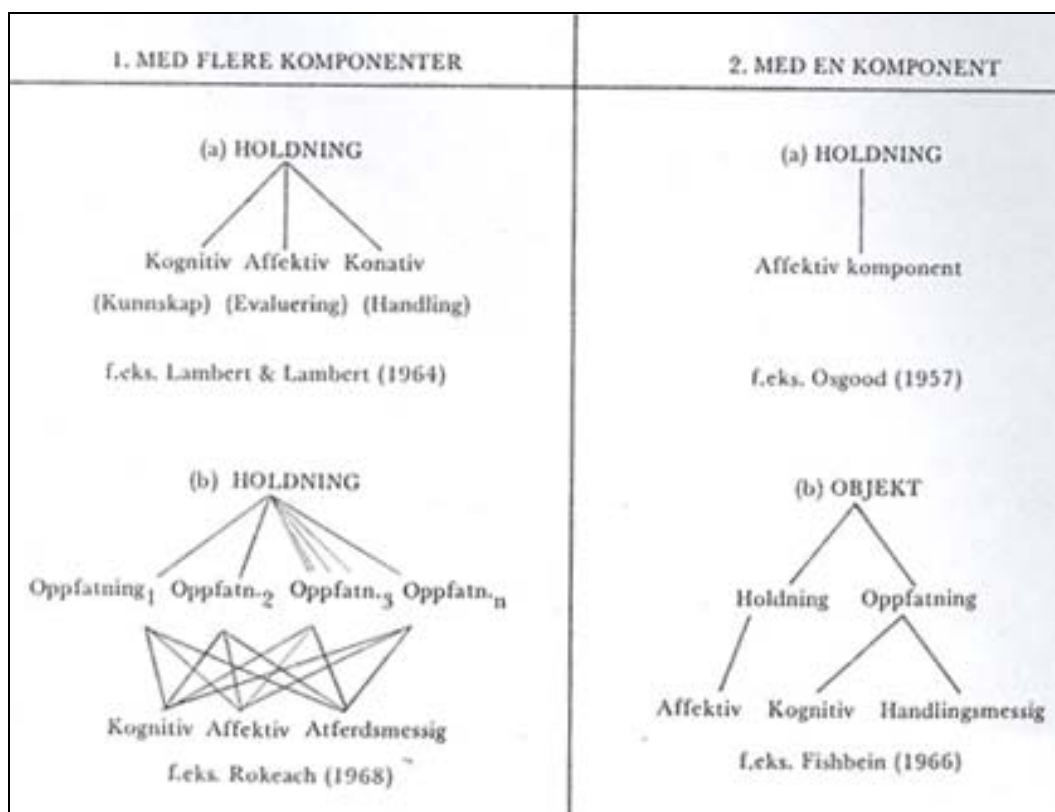 1. MED FLERE KOMPONENTER
(a) HOLDNING
Kognitiv Affektiv Konativ
(Kunnskap) (Evaluering) (Handling)
f.eks. Lambert & Lambert (1964)
(b) HOLDNING
Oppfatning1 Oppfatn.2 Oppfatn.3 Oppfatn.n
Kognitiv Affektiv Atferdsmessig
f.eks. Rokeach (1968)
2. MED EN KOMPONENT
(a) HOLDNING
Affektiv komponent
f.eks. Osgood (1957)
(b) OBJEKT
Holdning Oppfatning
Affektiv Kognitiv Handlingsmessig
f.eks. Fishbein (1966)